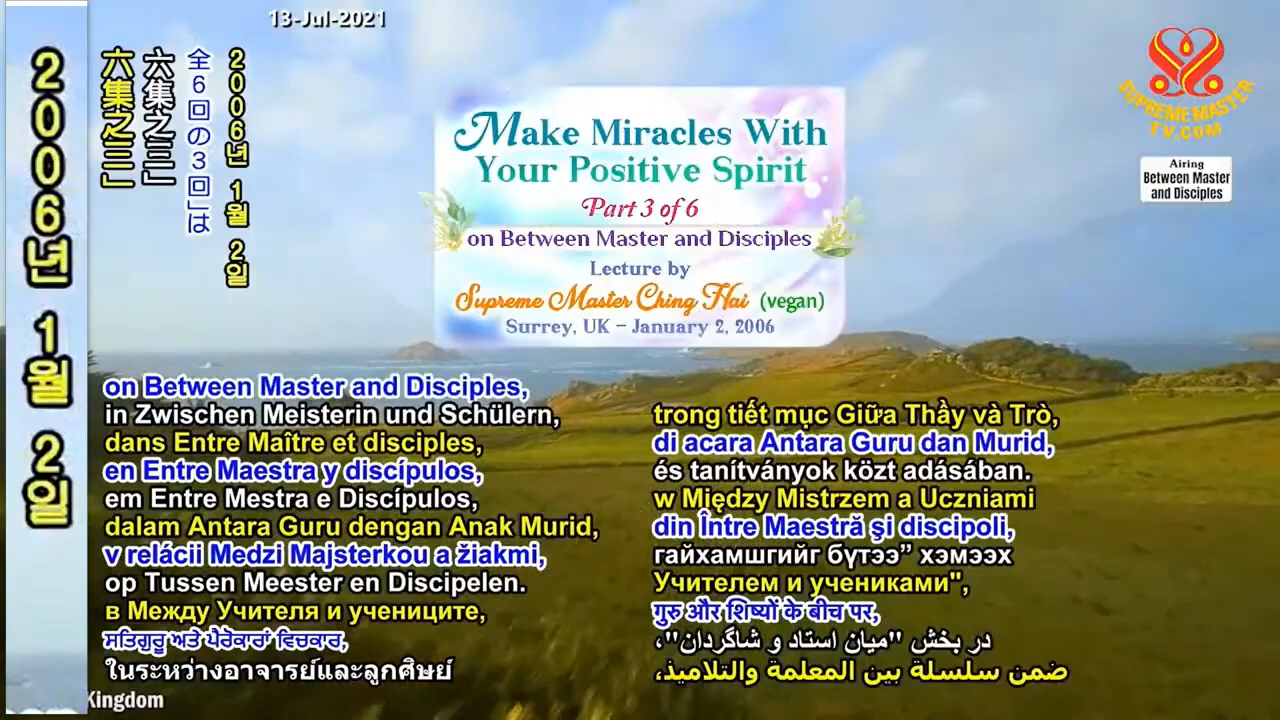 13-Jul-2021
2006년 1월 2일
六集之三」
六集之三」
全6回の3回」は
2006년 1월 2일
SUPREME MASTER
TV.COM
Airing
Between Master
and Disciples
Make Miracles With
Your Positive Spirit
Part 3 of 6
on Between Master and Disciples
Lecture by
Supreme Master Ching Hai (vegan)
Surrey, UK – January 2, 2006
on Between Master and Disciples,
in Zwischen Meisterin und Schülern,
dans Entre Maître et disciples,
en Entre Maestra y discípulos,
em Entre Mestra e Discípulos,
dalam Antara Guru dengan Anak Murid,
v relácii Medzi Majsterkou a žiakmi,
op Tussen Meester en Discipelen.
в Между Учителя и учениците,
ਸਤਿਗੁਰੂ ਅਤੇ ਪੈਰੋਕਾਰਾਂ ਵਿਚਕਾਰ,
ในระหว่างอาจารย์และลูกศิษย์
trong tiết mục Giữa Thầy và Trò,
di acara Antara Guru dan Murid,
és tanítványok közt adásában.
w Między Mistrzem a Uczniami
din Între Maestră şi discipoli,
гайхамшгийг бүтээ” хэмээх
Учителем и учениками",
गुरु और शिष्यों के बीच पर,
در بخش "میان استاد و شاگردان"،
ضمن سلسلة بين المعلمة والتلاميذ،
Kingdom